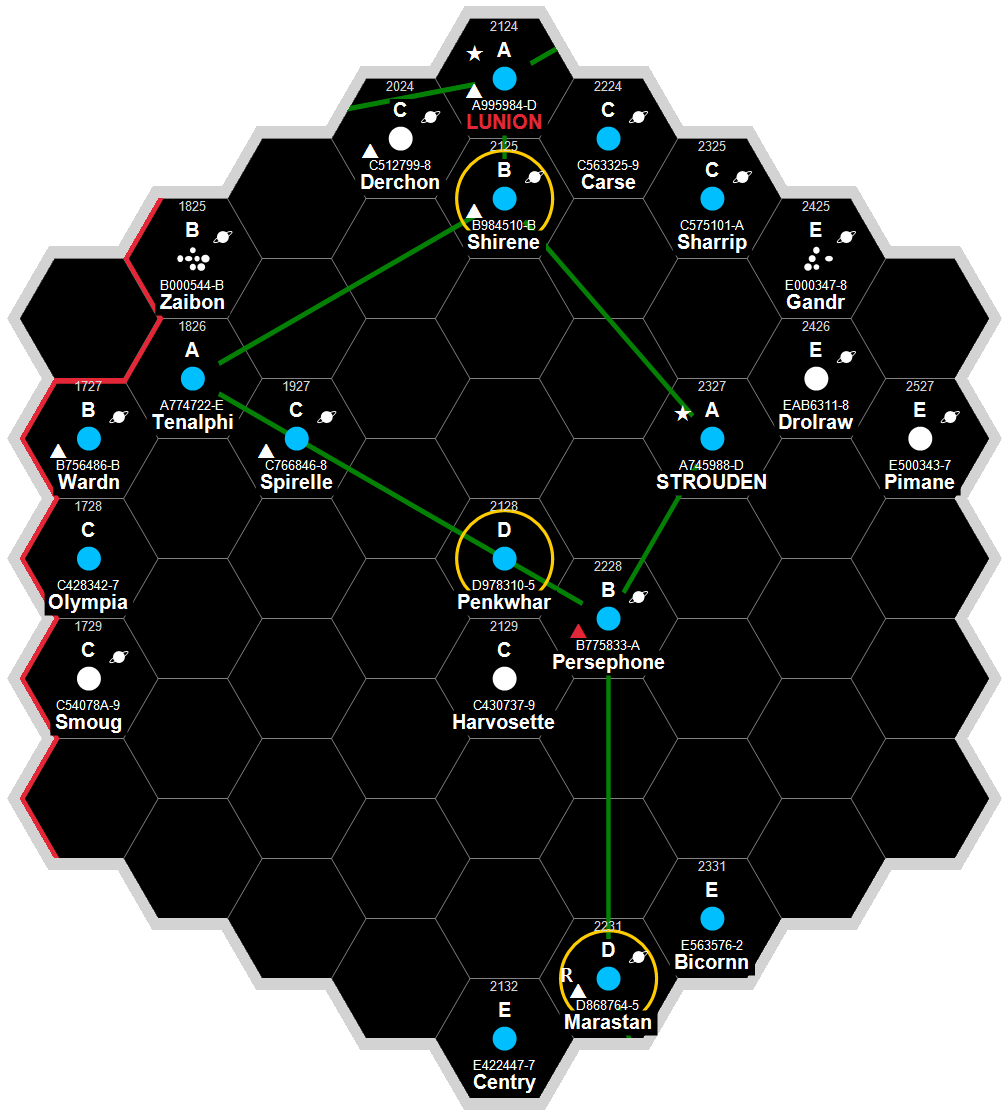 2124
A
A995984-D
LUNION
2024
C
C512799-8
Derchon
2224
C
C563325-9
Carse
2125
B
B984510-B
Shirene
2325
C
C575101-A
Sharrip
1825
B
B000544-B
Zaibon
2425
E
E000347-8
Gandr
1826
A
A774722-E
Tenalphi
2426
E
EAB6311-8
Drolraw
1727
B
B756486-B
Wardn
1927
C
C766846-8
Spirelle
2327
A
A745988-D
STROUDEN
2527
E
E500343-7
Pimane
1728
C
C428342-7
Olympia
2128
D
D978310-5
Penkwhar
2228
B
B775833-A
Persephone
1729
C
C54078A-9
Smoug
2129
C
C430737-9
Harvosette
2331
E
E563576-2
Bicornn
2231
D
R
D868764-5
Marastan
2132
E
E422447-7
Centry